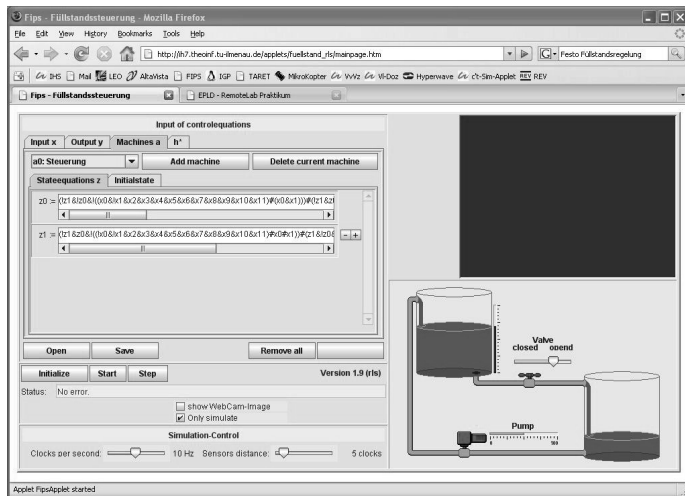 Fips - Füllstandssteuerung - Mozilla Firefox
File Edit View History Bookmarks Tools Help
http://ih7.theoinf.tu-ilmenau.de/applets/fuellstand_rls/mainpage.htm
Festo Füllstandsregelung
IHS Mail LEO AltaVista FIPS IGP TARET MikroKopter VVVz VI-Doz Hyperwave c't-Sim-Applet REV REV
Fips - Füllstandssteuerung EPLD - RemoteLab Praktikum
Input of controlequations
Input x Output y Machines a h*
a0: Steuerung Add machine Delete current machine
Stateequations z Initialstate
z0 :=
z1 :=
- +
Valve
closed opend
Open Save Remove all
Initialize Start Step Version 1.9 (rls)
Status: No error.
show WebCam-Image
Only simulate
Pump
Simulation-Control
Clocks per second: 10 Hz Sensors distance: 5 clocks
Applet FipsApplet started